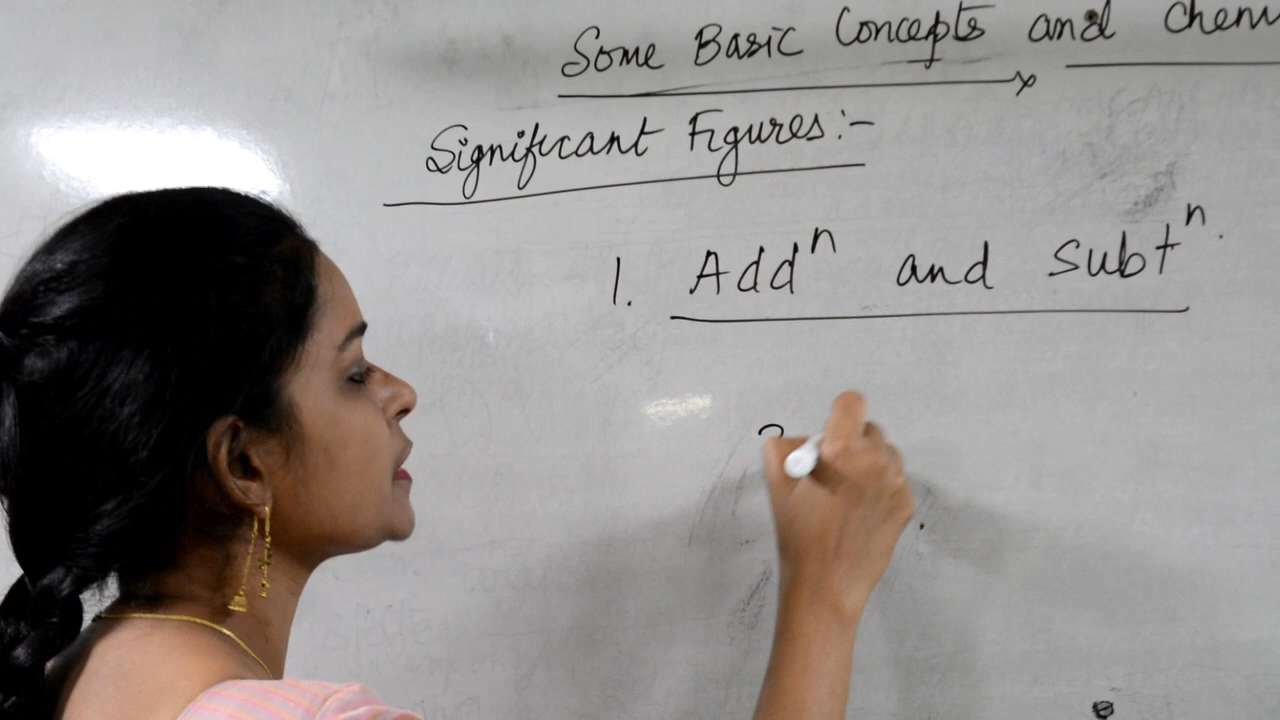 Some Basic Concepts and Chem
Significant Figures:-
1. Addⁿ and Subtⁿ.